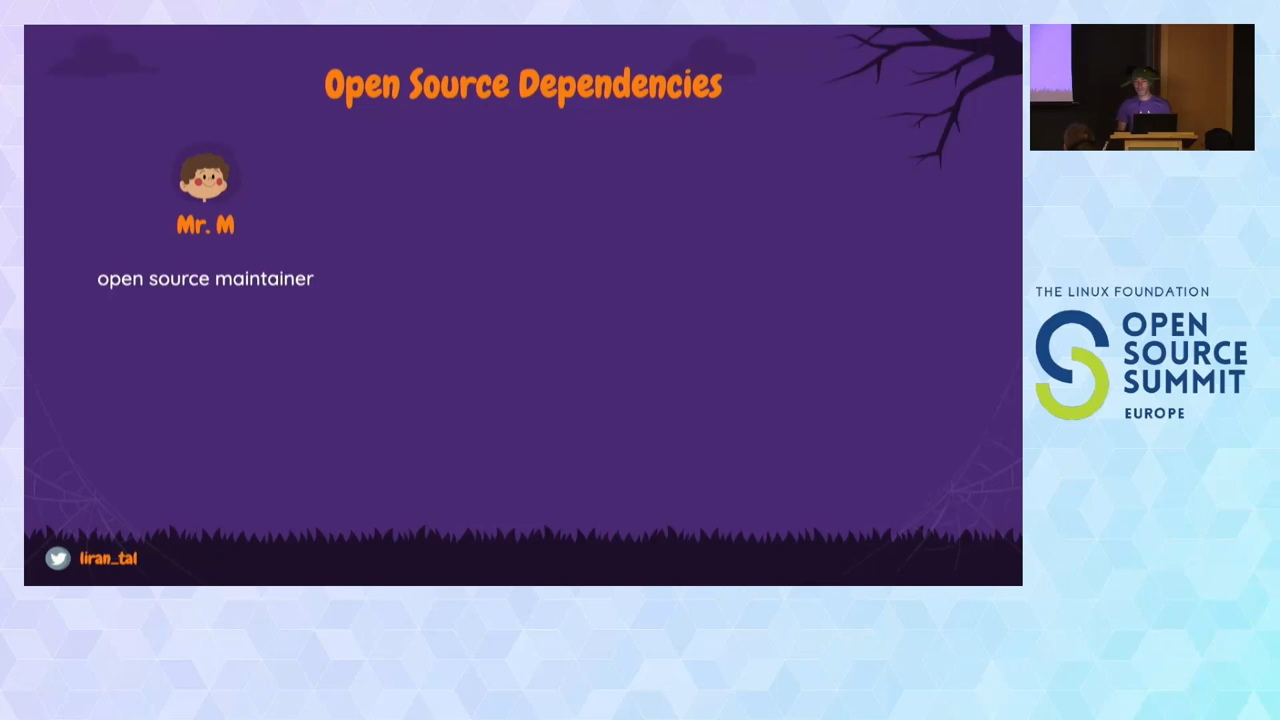 Open Source Dependencies
Mr. M
open source maintainer
liran_tal
THE LINUX FOUNDATION
OPEN
SOURCE
SUMMIT
EUROPE